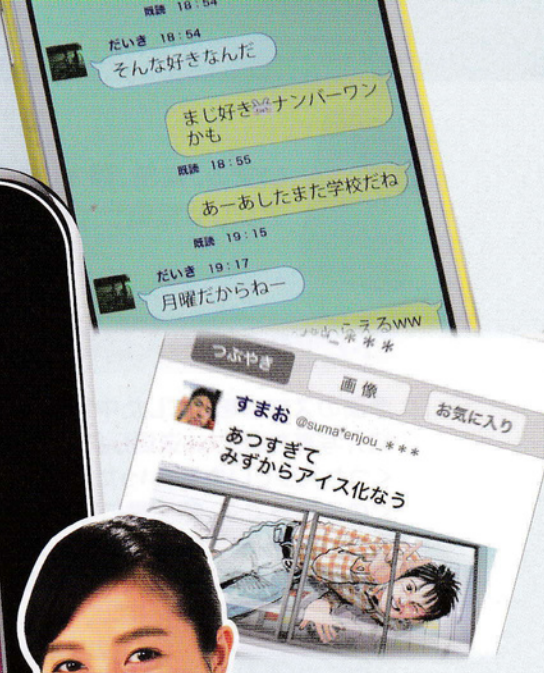 既読 18:54
だいき 18:54
そんな好きなんだ
まじ好き ナンバーワン
かも
既読 18:55
あーあしたまた学校だね
既読 19:15
だいき 19:17
月曜だからねー
えるww
***
つぶやき
画像
お気に入り
すまお @suma*enjou_***
あつすぎて
みずからアイス化なう